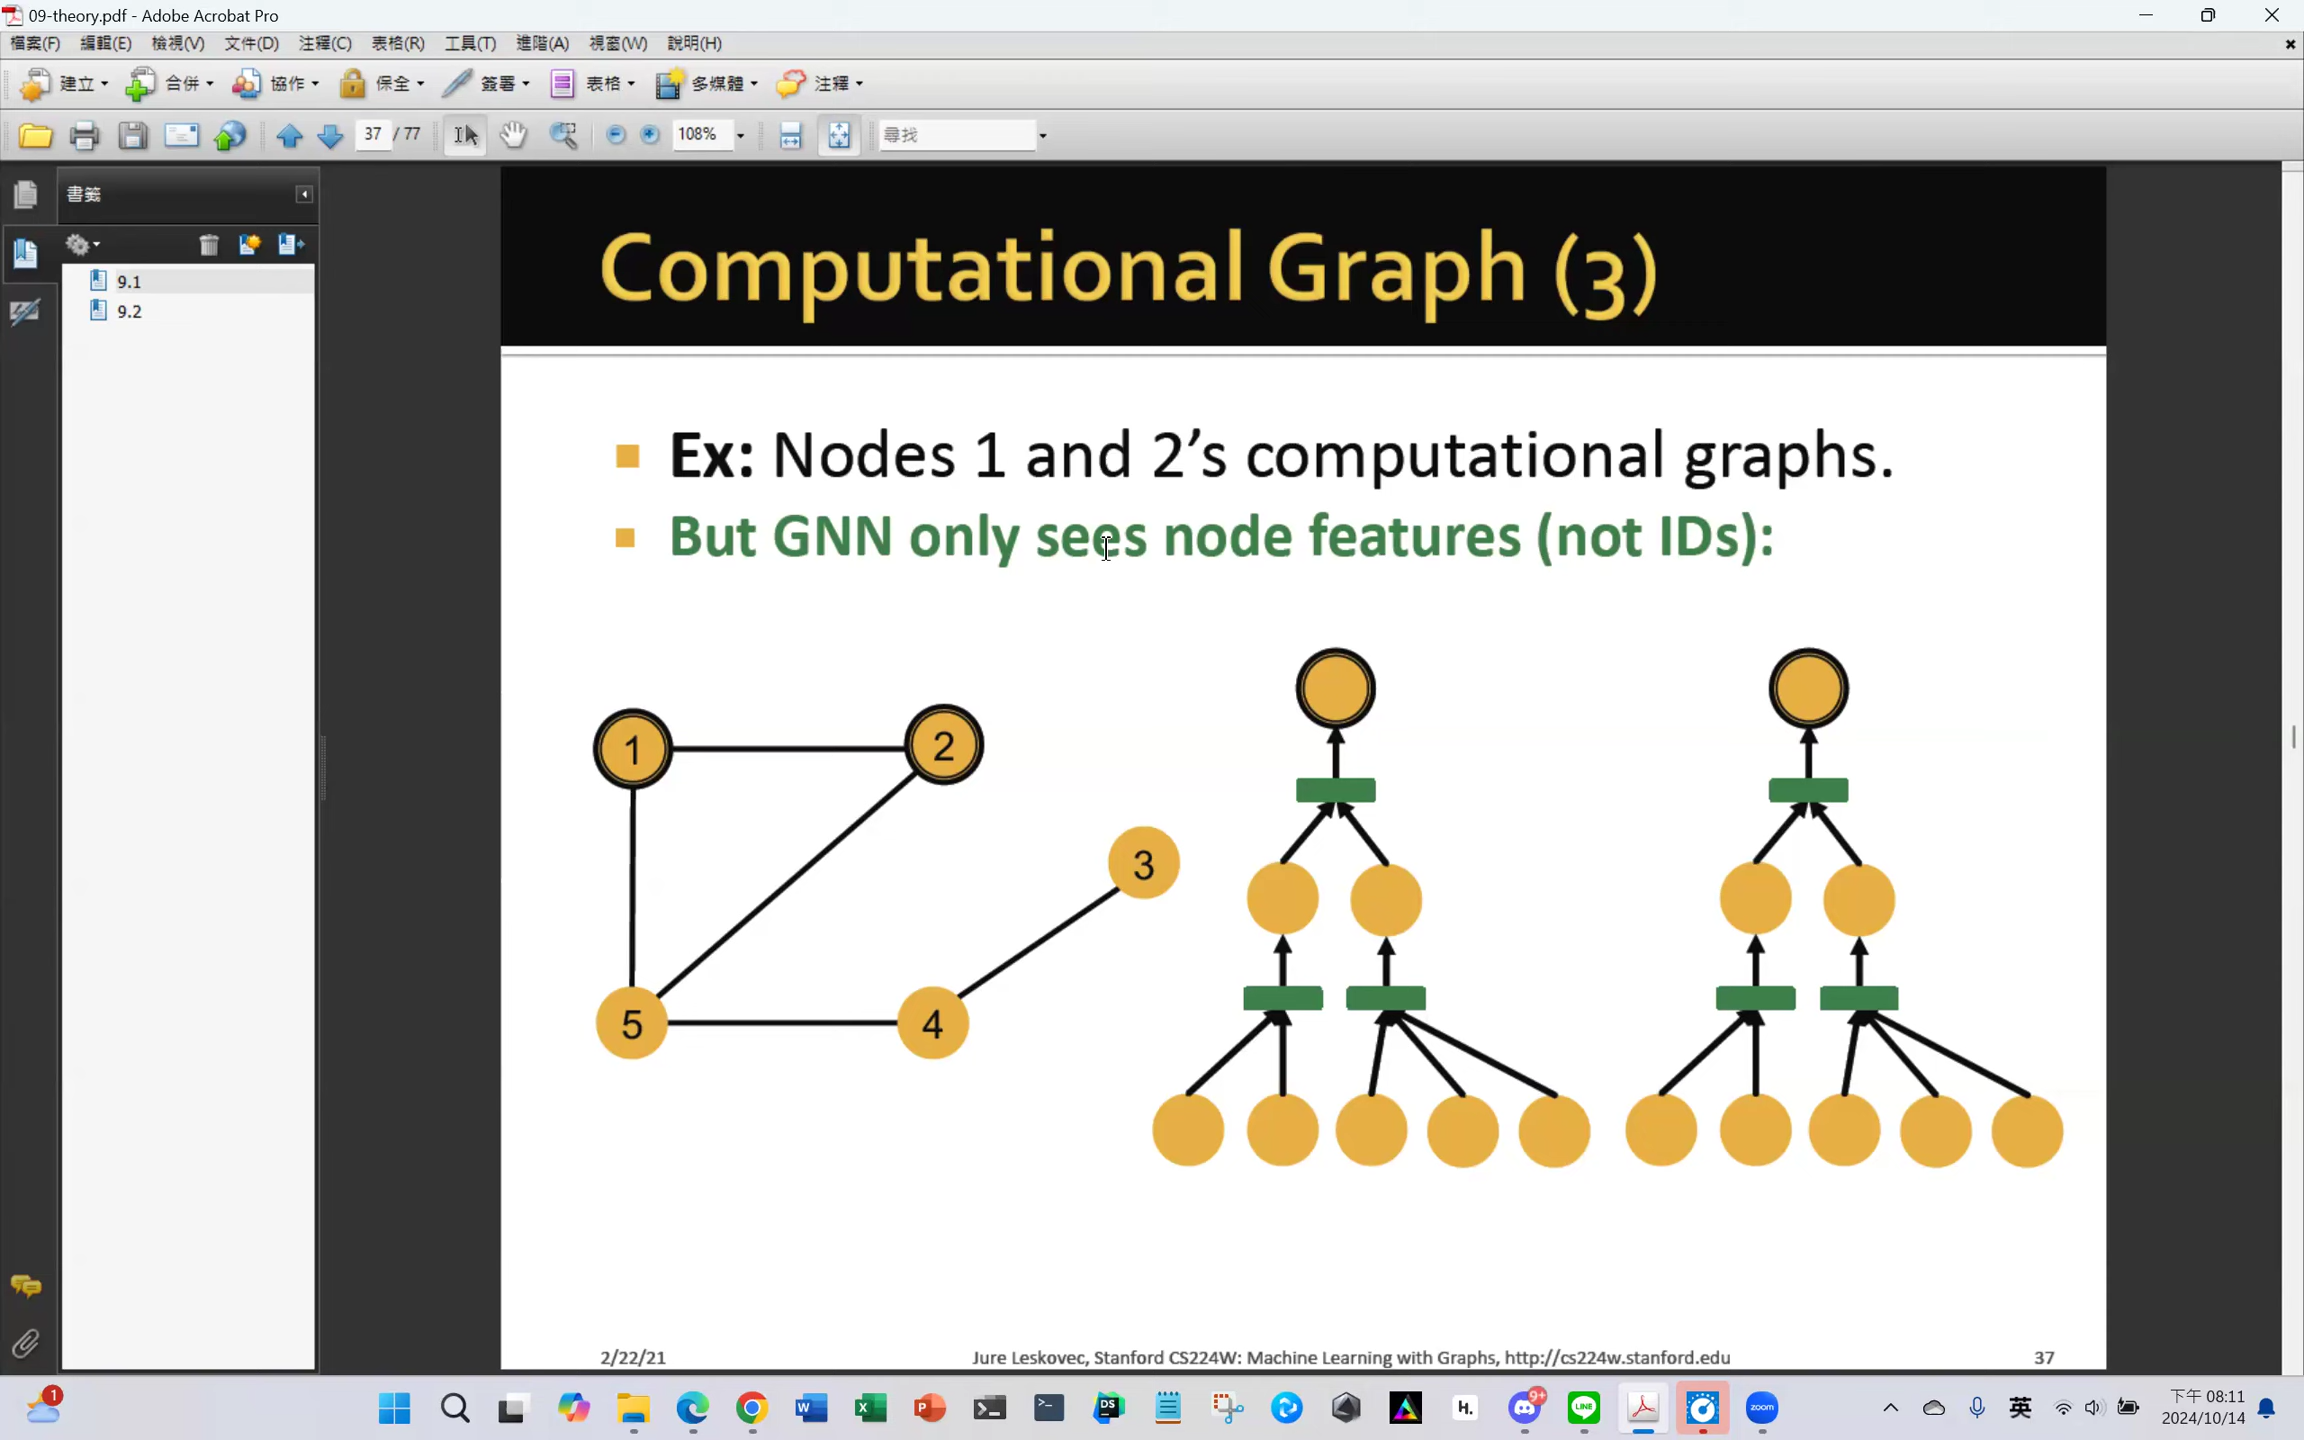 09-theory.pdf - Adobe Acrobat Pro
檔案(F) 編輯(E) 檢視(V) 文件(D) 注釋(C) 表格(R) 工具(T) 進階(A) 視窗(W) 說明(H)
建立 合併 協作 保全 簽署 表格 多媒體 注釋
37 / 77 108% 尋找
書籤
9.1
9.2
Computational Graph (3)
Ex: Nodes 1 and 2’s computational graphs.
But GNN only sees node features (not IDs):
1
2
3
5
4
2/22/21 Jure Leskovec, Stanford CS224W: Machine Learning with Graphs, http://cs224w.stanford.edu 37
1
DS
H.
9+
LINE
zoom
英
下午 08:11
2024/10/14